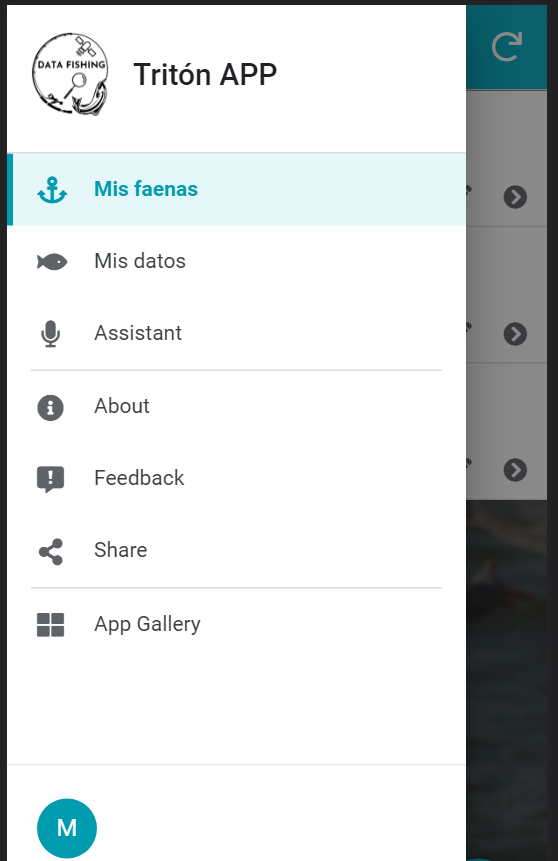 DATA FISHING
Tritón APP
Mis faenas
Mis datos
Assistant
About
Feedback
Share
App Gallery
M